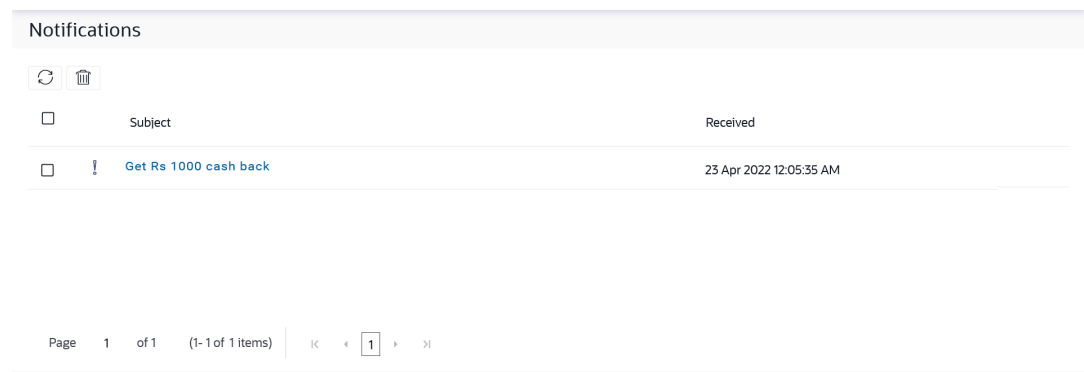 Notifications
Subject Received
Get Rs 1000 cash back 23 Apr 2022 12:05:35 AM
Page 1 of 1 (1- 1 of 1 items) 1